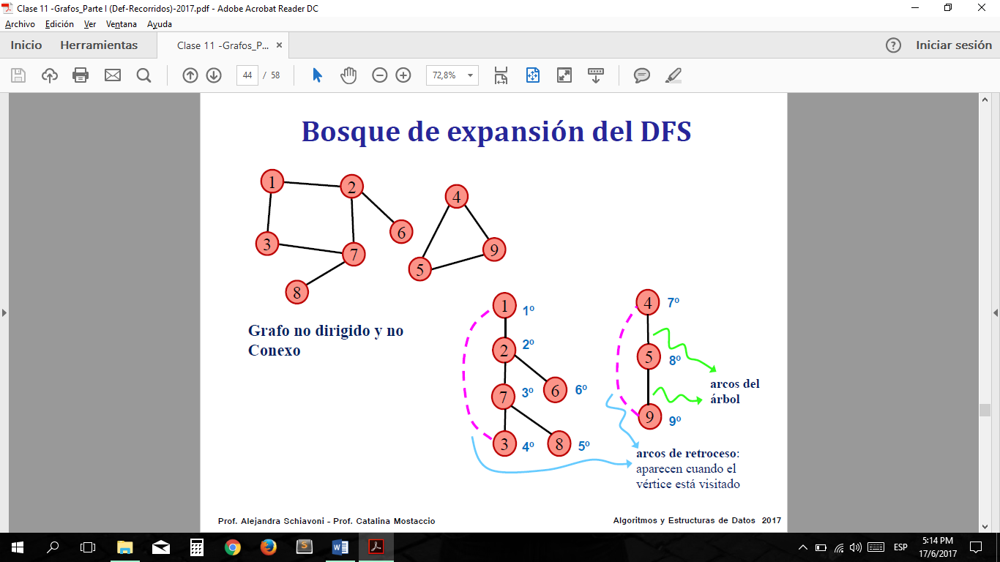 Clase 11 -Grafos_Parte I (Def-Recorridos)-2017.pdf - Adobe Acrobat Reader DC
Archivo Edición Ver Ventana Ayuda
Inicio Herramientas Clase 11 -Grafos_P... × ? Iniciar sesión
44 / 58 72,8%
Bosque de expansión del DFS
1 2 4
3 7 6 9
8 5
Grafo no dirigido y no
Conexo
1 1º
2 2º
7 3º 6 6º
3 4º 8 5º
4 7º
5 8º
9 9º
arcos del
árbol
arcos de retroceso:
aparecen cuando el
vértice está visitado
Prof. Alejandra Schiavoni - Prof. Catalina Mostaccio
Algoritmos y Estructuras de Datos 2017
S W
ESP
5:14 PM
17/6/2017